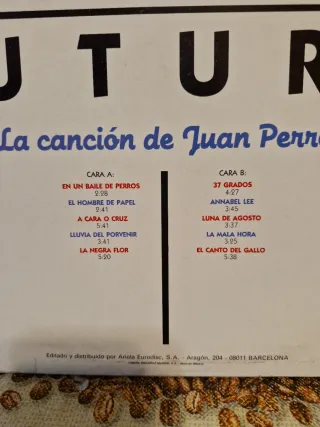 UTUR
La canción de Juan Perr
CARA A:
EN UN BAILE DE PERROS
2:28
EL HOMBRE DE PAPEL
2:41
A CARA O CRUZ
5:41
LLUVIA DEL PORVENIR
3:41
LA NEGRA FLOR
5:20
CARA B:
37 GRADOS
4:27
ANNABEL LEE
3:45
LUNA DE AGOSTO
3:37
LA MALA HORA
3:25
EL CANTO DEL GALLO
5:38
Editado y distribuido por Ariola Eurodisc, S.A. - Aragón, 204 - 08011 BARCELONA